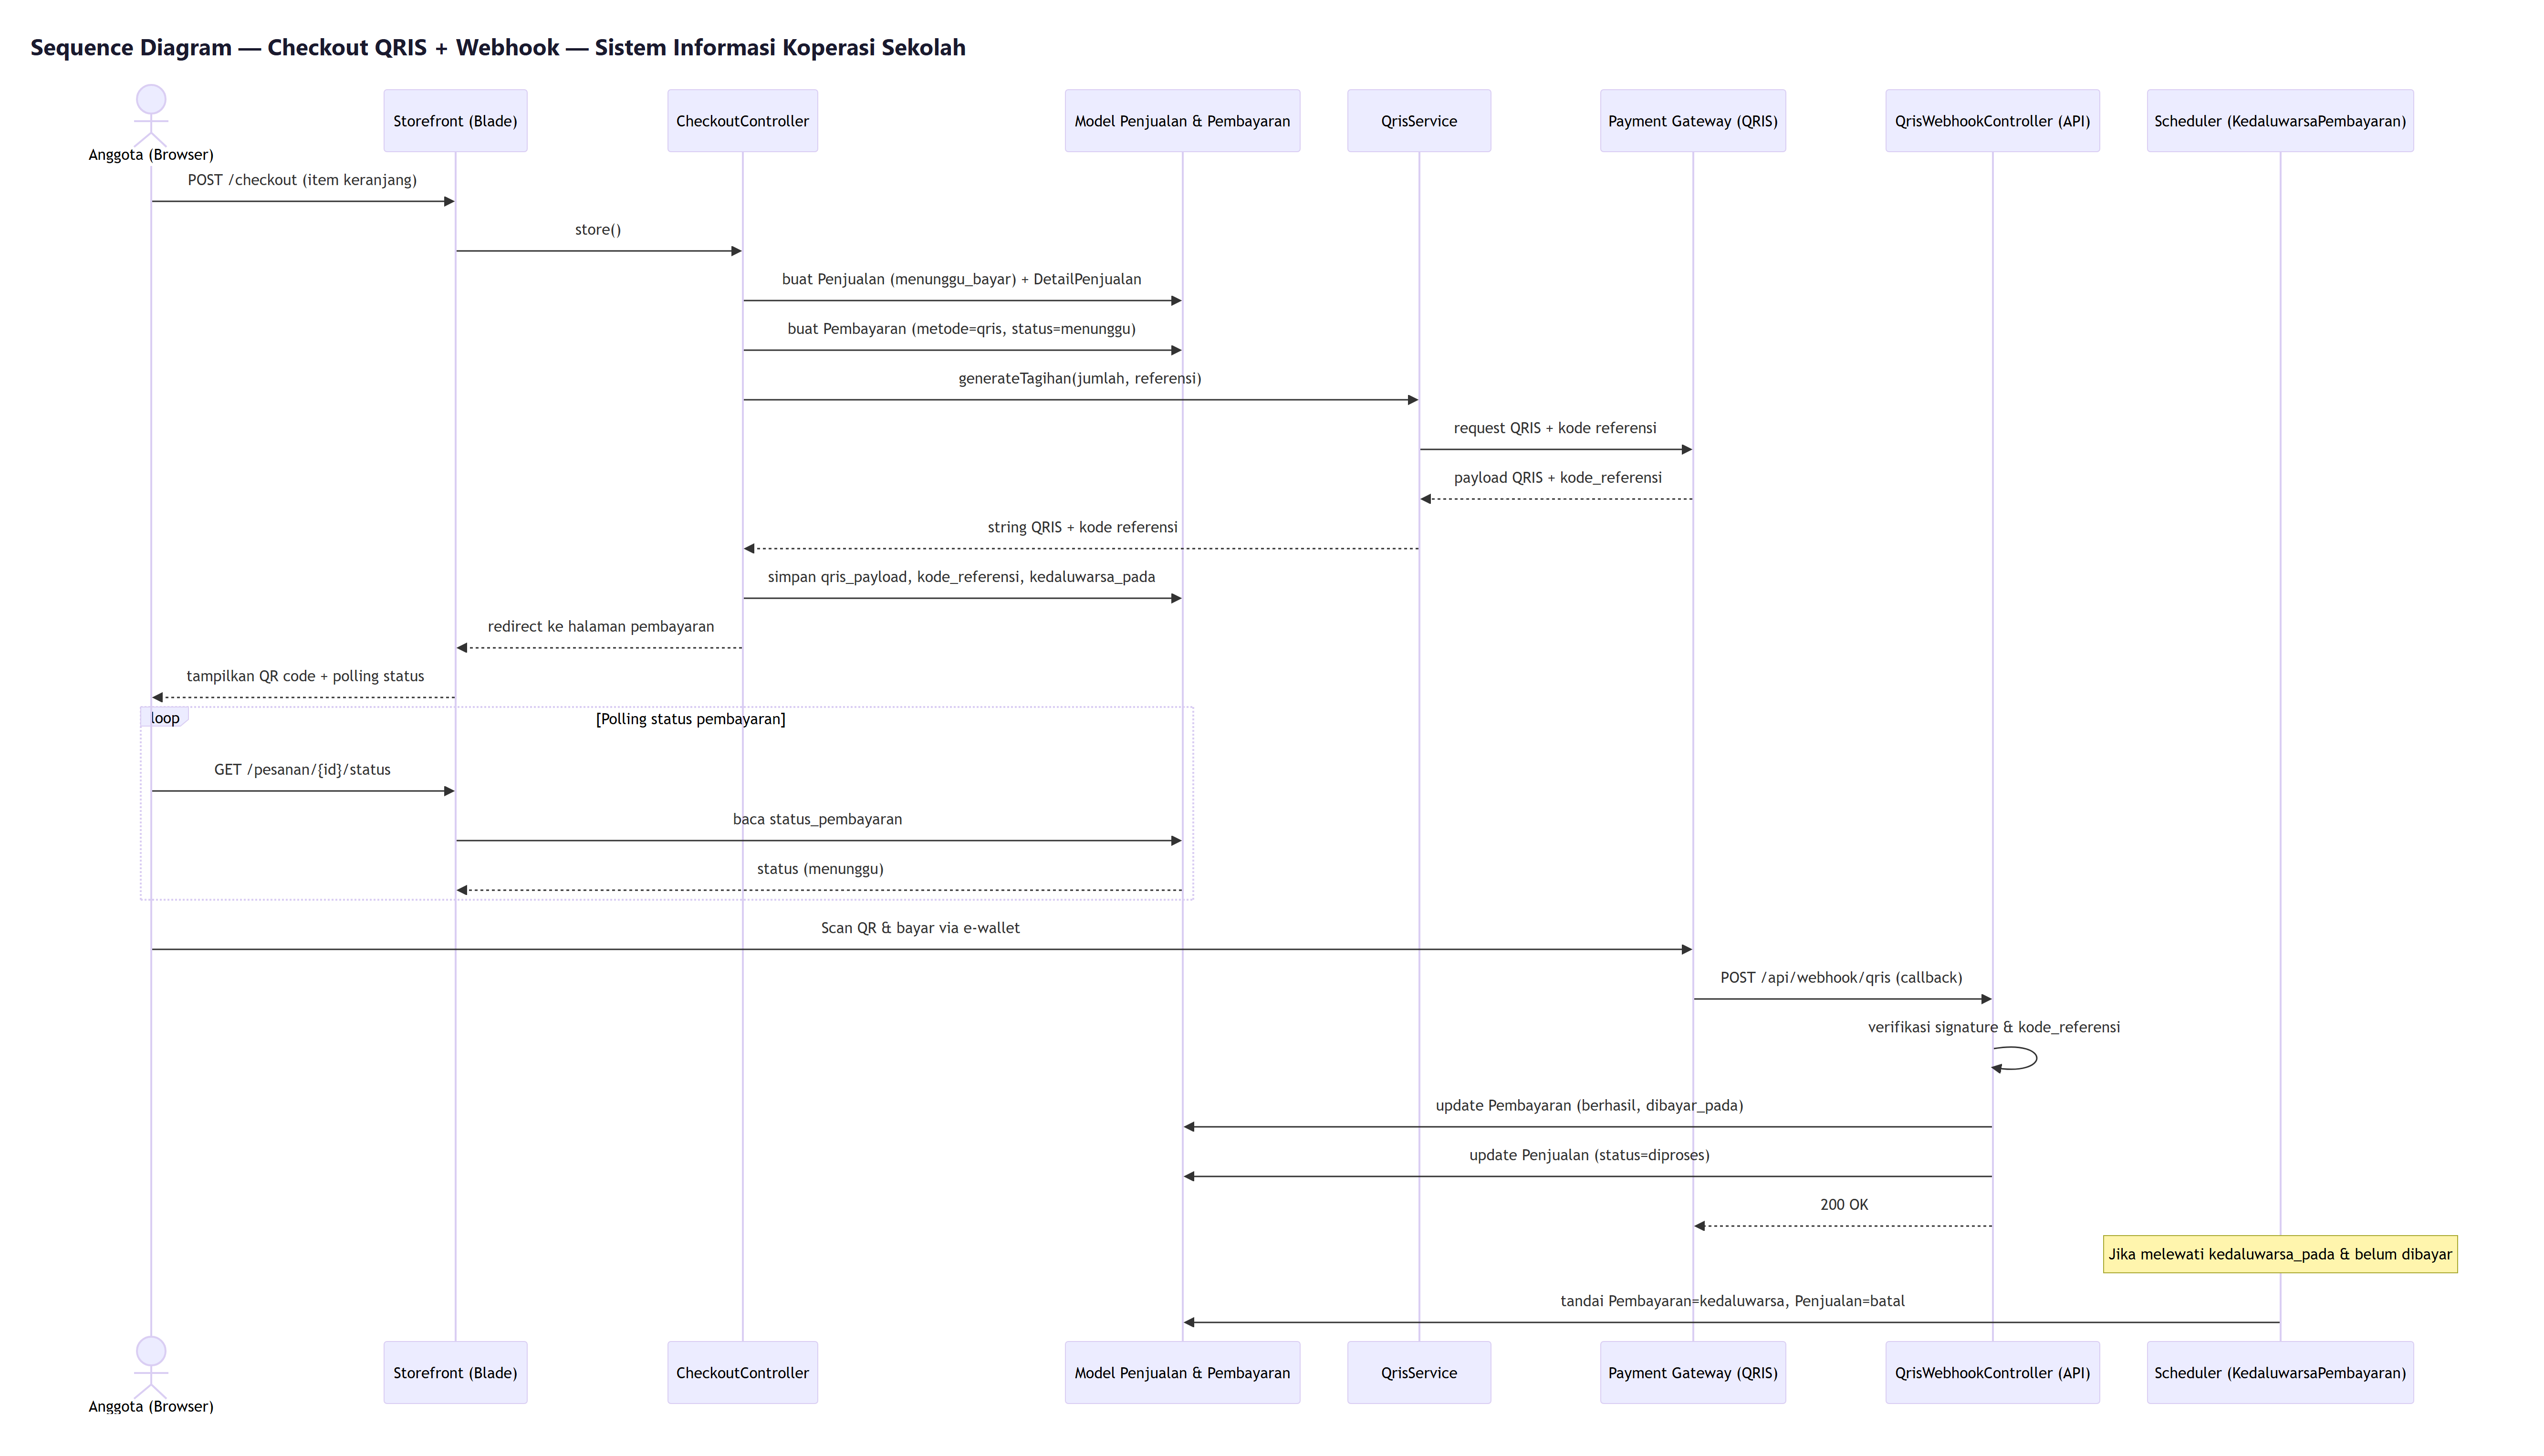 Sequence Diagram — Checkout QRIS + Webhook — Sistem Informasi Koperasi Sekolah
Anggota (Browser)
Storefront (Blade)
CheckoutController
Model Penjualan & Pembayaran
QrisService
Payment Gateway (QRIS)
QrisWebhookController (API)
Scheduler (KedaluwarsaPembayaran)
POST /checkout (item keranjang)
store()
buat Penjualan (menunggu_bayar) + DetailPenjualan
buat Pembayaran (metode=qris, status=menunggu)
generateTagihan(jumlah, referensi)
request QRIS + kode referensi
payload QRIS + kode_referensi
string QRIS + kode referensi
simpan qris_payload, kode_referensi, kedaluwarsa_pada
redirect ke halaman pembayaran
tampilkan QR code + polling status
loop
[Polling status pembayaran]
GET /pesanan/{id}/status
baca status_pembayaran
status (menunggu)
Scan QR & bayar via e-wallet
POST /api/webhook/qris (callback)
verifikasi signature & kode_referensi
update Pembayaran (berhasil, dibayar_pada)
update Penjualan (status=diproses)
200 OK
Jika melewati kedaluwarsa_pada & belum dibayar
tandai Pembayaran=kedaluwarsa, Penjualan=batal
Anggota (Browser)
Storefront (Blade)
CheckoutController
Model Penjualan & Pembayaran
QrisService
Payment Gateway (QRIS)
QrisWebhookController (API)
Scheduler (KedaluwarsaPembayaran)